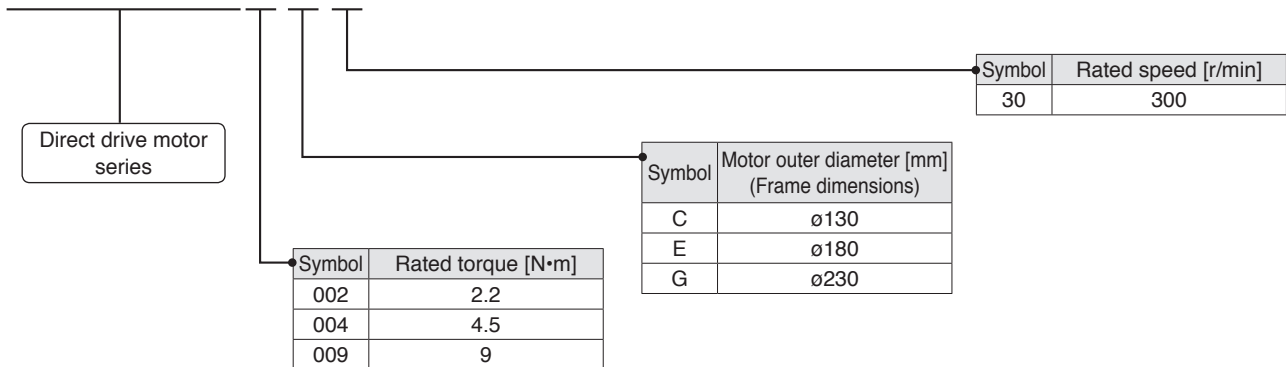 Symbol Rated speed [r/min]
30 300
Direct drive motor
series
Symbol Motor outer diameter [mm]
(Frame dimensions)
C ø130
E ø180
G ø230
Symbol Rated torque [N•m]
002 2.2
004 4.5
009 9